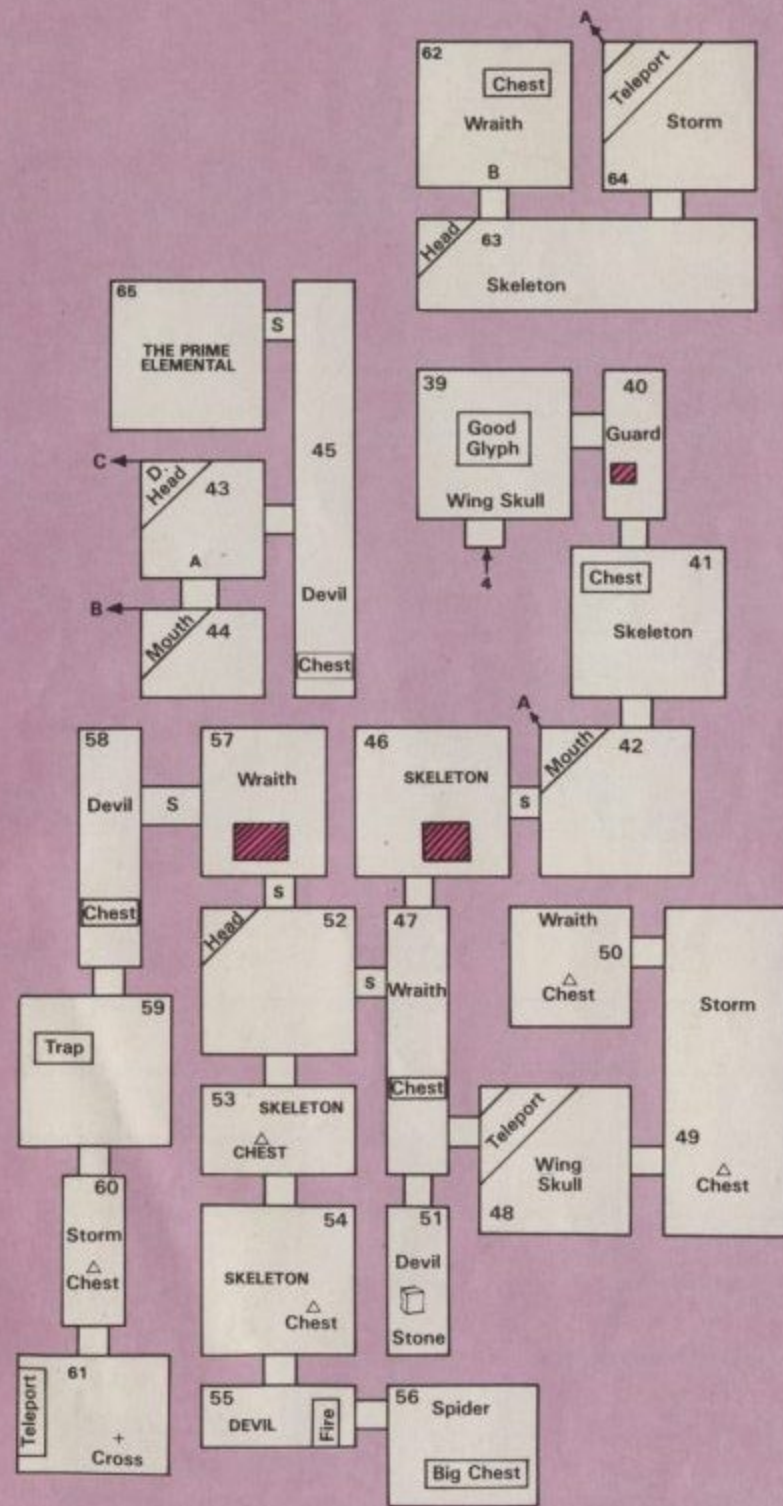 A
62
Chest
Wraith
B
Teleport
Storm
64
Head
63
Skeleton
65
THE PRIME
ELEMENTAL
S
45
Devil
Chest
C
D.
Head
43
A
B
Mouth
44
39
Good
Glyph
Wing Skull
4
40
Guard
41
Chest
Skeleton
A
Mouth
42
58
Devil
Chest
S
57
Wraith
S
46
SKELETON
S
Head
52
S
47
Wraith
Chest
Wraith
50
Chest
Storm
49
Chest
59
Trap
53
SKELETON
CHEST
Teleport
Wing
Skull
48
60
Storm
Chest
54
SKELETON
Chest
51
Devil
Stone
61
Teleport
Cross
55
DEVIL
Fire
56
Spider
Big Chest